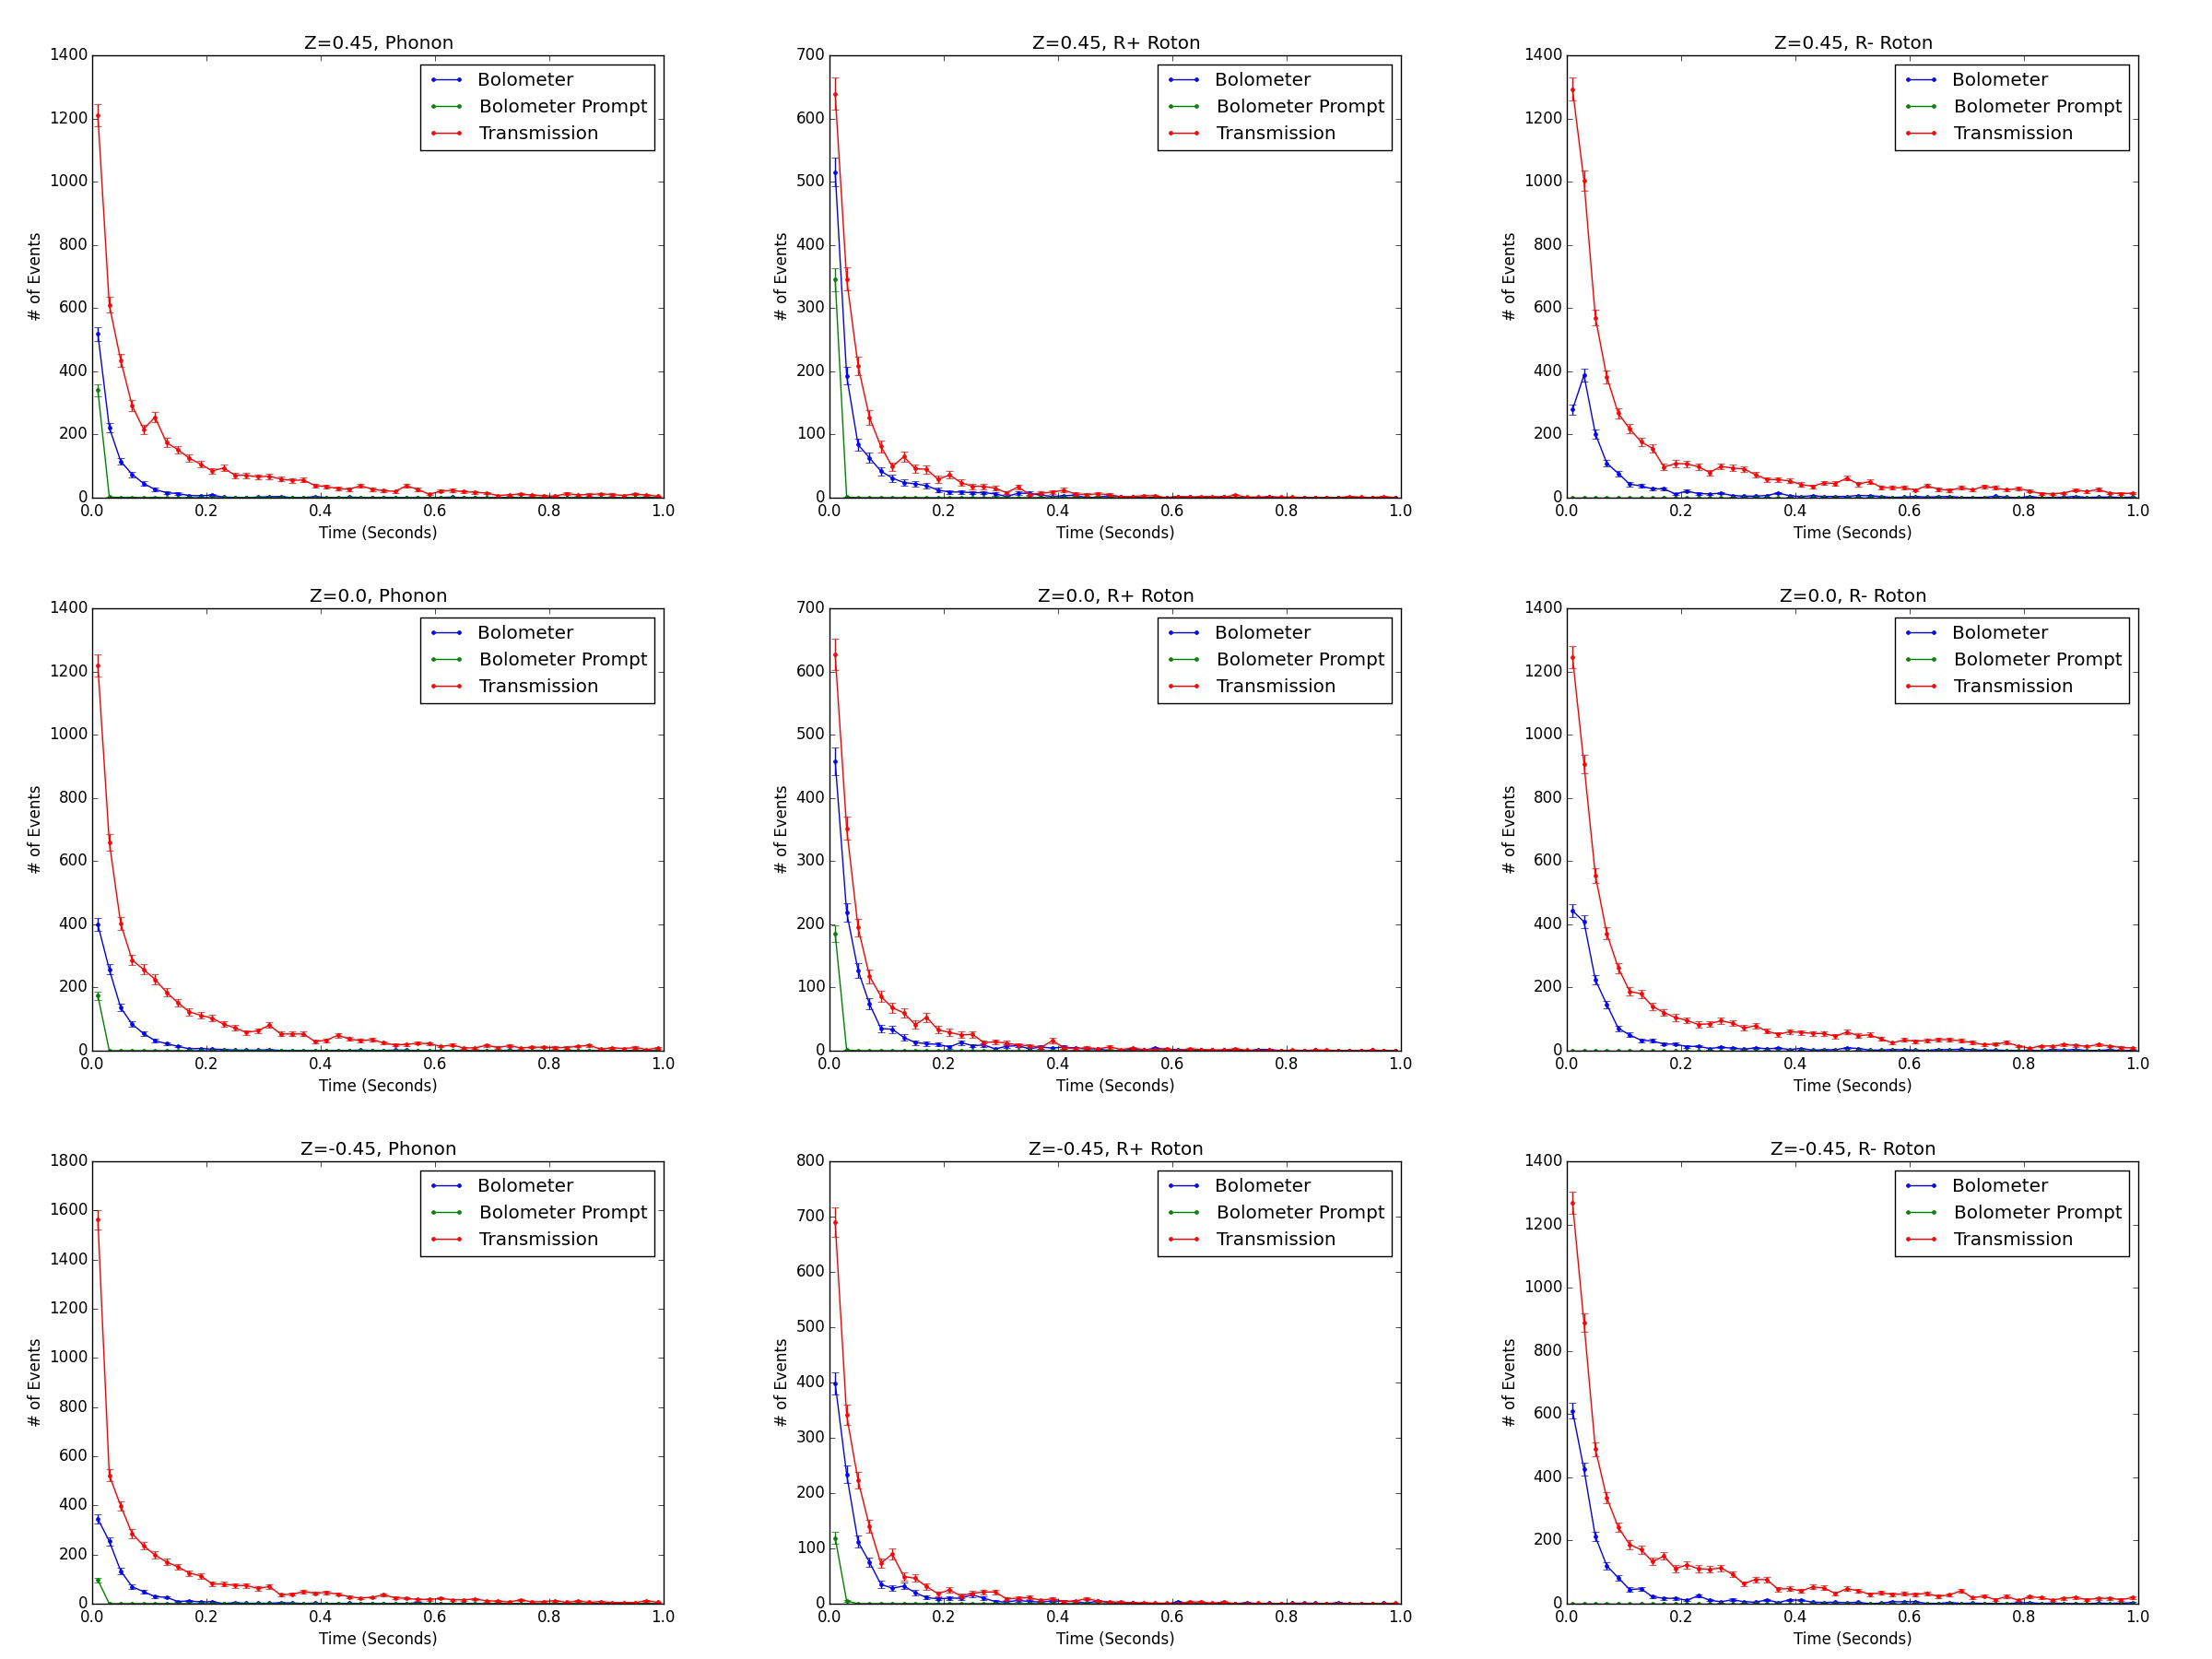 Z=0.45, Phonon
1400
1200
1000
800
600
400
200
0
# of Events
Bolometer
Bolometer Prompt
Transmission
0.0 0.2 0.4 0.6 0.8 1.0
Time (Seconds)
Z=0.45, R+ Roton
700
600
500
400
300
200
100
0
# of Events
Bolometer
Bolometer Prompt
Transmission
0.0 0.2 0.4 0.6 0.8 1.0
Time (Seconds)
Z=0.45, R- Roton
1400
1200
1000
800
600
400
200
0
# of Events
Bolometer
Bolometer Prompt
Transmission
0.0 0.2 0.4 0.6 0.8 1.0
Time (Seconds)
Z=0.0, Phonon
1400
1200
1000
800
600
400
200
0
# of Events
Bolometer
Bolometer Prompt
Transmission
0.0 0.2 0.4 0.6 0.8 1.0
Time (Seconds)
Z=0.0, R+ Roton
700
600
500
400
300
200
100
0
# of Events
Bolometer
Bolometer Prompt
Transmission
0.0 0.2 0.4 0.6 0.8 1.0
Time (Seconds)
Z=0.0, R- Roton
1400
1200
1000
800
600
400
200
0
# of Events
Bolometer
Bolometer Prompt
Transmission
0.0 0.2 0.4 0.6 0.8 1.0
Time (Seconds)
Z=-0.45, Phonon
1800
1600
1400
1200
1000
800
600
400
200
0
# of Events
Bolometer
Bolometer Prompt
Transmission
0.0 0.2 0.4 0.6 0.8 1.0
Time (Seconds)
Z=-0.45, R+ Roton
800
700
600
500
400
300
200
100
0
# of Events
Bolometer
Bolometer Prompt
Transmission
0.0 0.2 0.4 0.6 0.8 1.0
Time (Seconds)
Z=-0.45, R- Roton
1400
1200
1000
800
600
400
200
0
# of Events
Bolometer
Bolometer Prompt
Transmission
0.0 0.2 0.4 0.6 0.8 1.0
Time (Seconds)